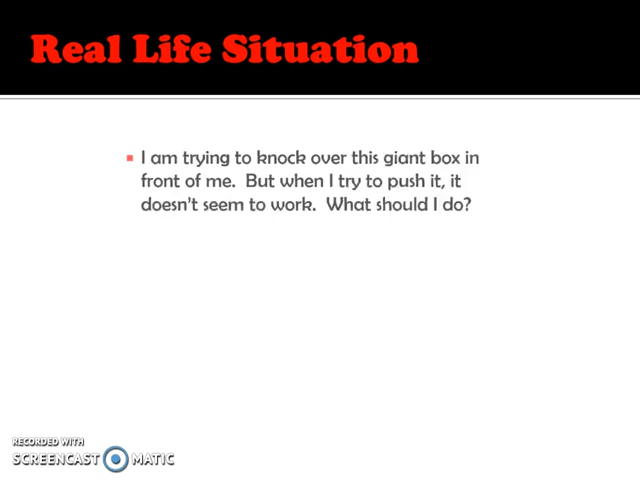 Real Life Situation
I am trying to knock over this giant box in
front of me. But when I try to push it, it
doesn't seem to work. What should I do?
RECORDED WITH
SCREENCAST MATIC